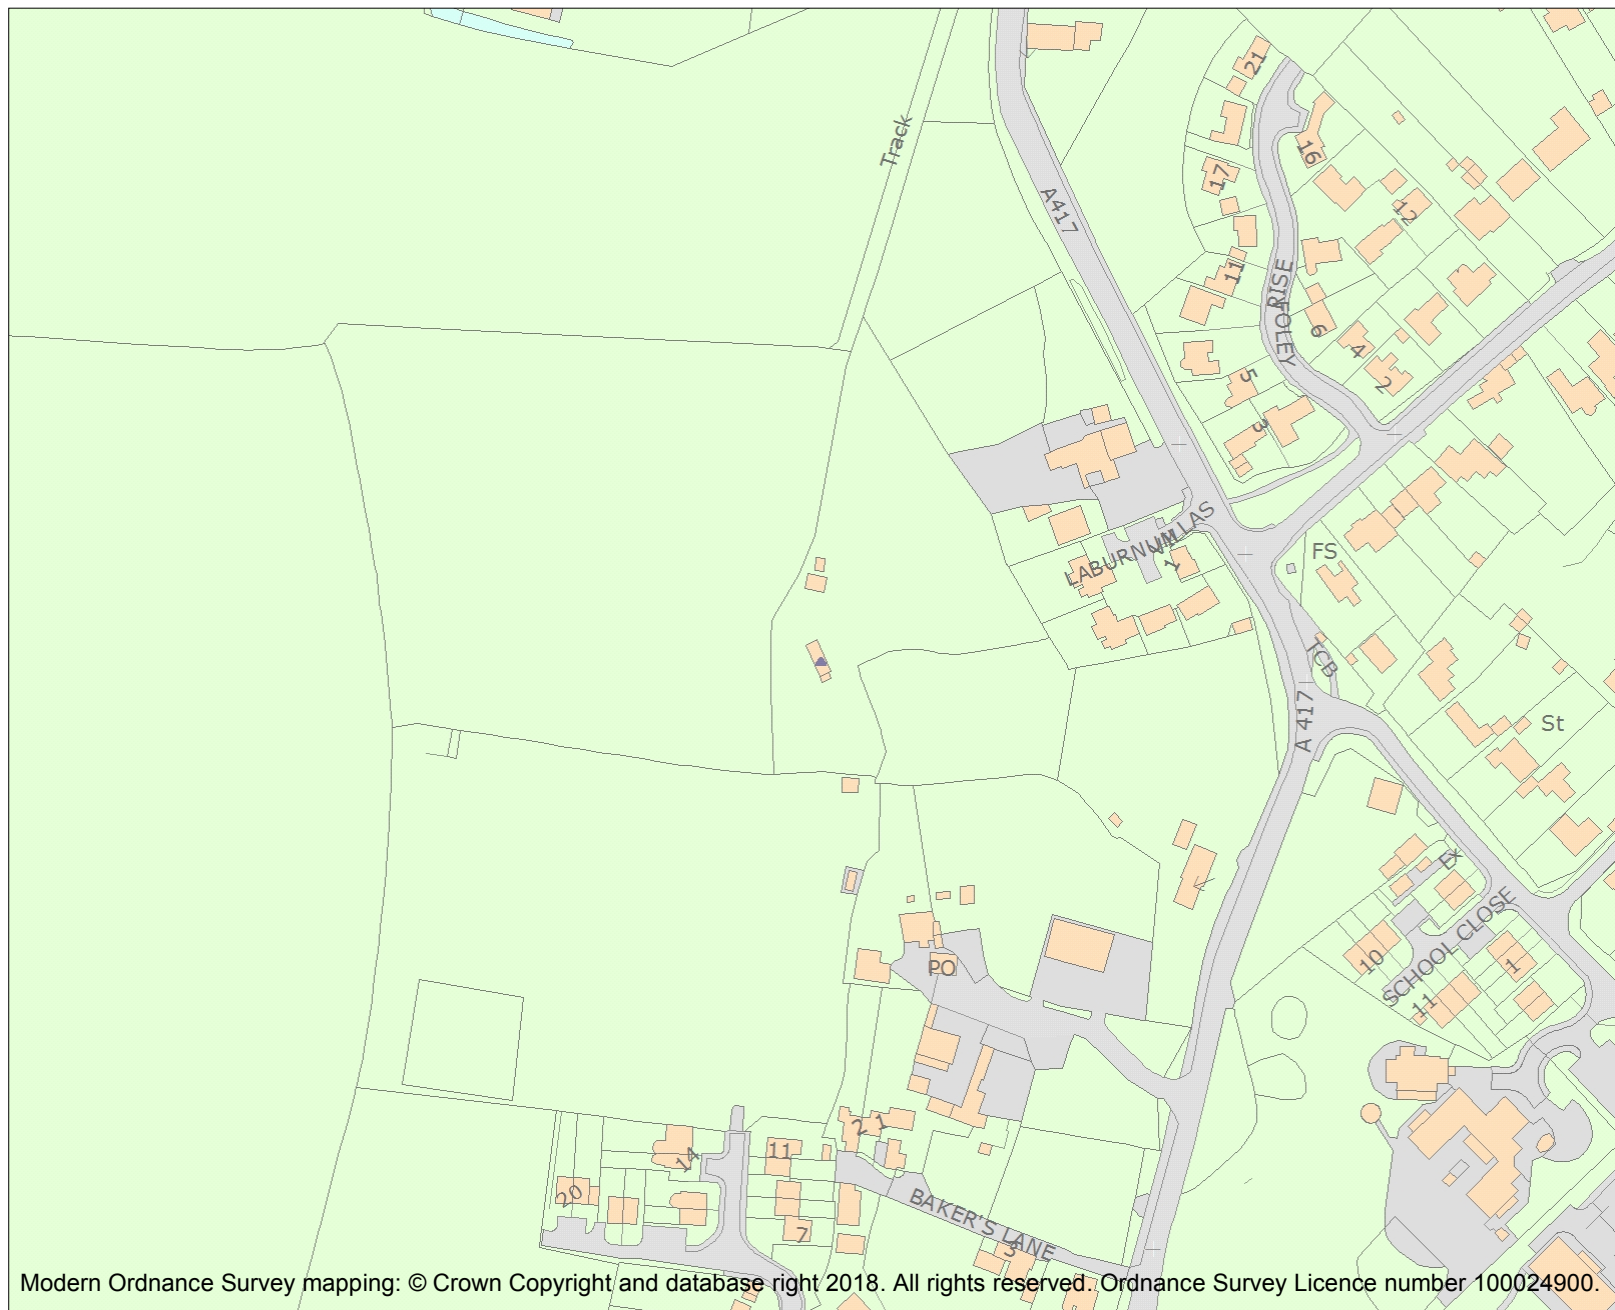 21
Track
16
17
A417
12
11
RISE
FOLEY
6
4
5
2
3
LABURNUM
VILLAS
1
FS
TCB
A 417
St
Ex
SCHOOL CLOSE
10
1
11
PO
2
1
11
14
20
7
BAKER'S LANE
3
Modern Ordnance Survey mapping: © Crown Copyright and database right 2018. All rights reserved. Ordnance Survey Licence number 100024900.